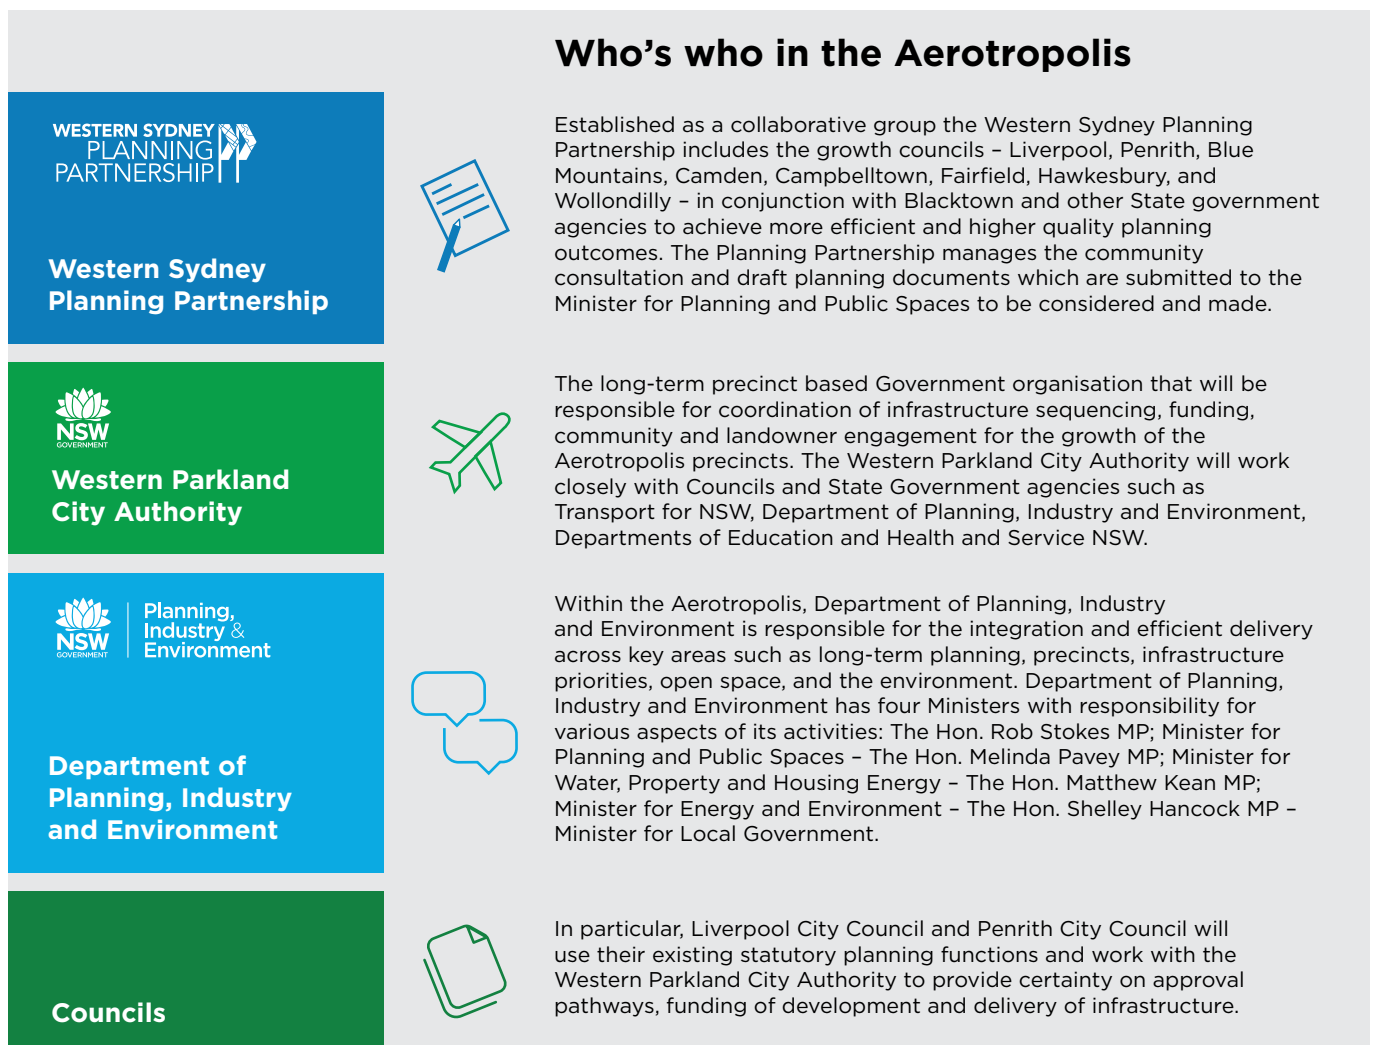 Who's who in the Aerotropolis
WESTERN SYDNEY
PLANNING
PARTNERSHIP
Western Sydney
Planning Partnership
Established as a collaborative group the Western Sydney Planning
Partnership includes the growth councils – Liverpool, Penrith, Blue
Mountains, Camden, Campbelltown, Fairfield, Hawkesbury, and
Wollondilly – in conjunction with Blacktown and other State government
agencies to achieve more efficient and higher quality planning
outcomes. The Planning Partnership manages the community
consultation and draft planning documents which are submitted to the
Minister for Planning and Public Spaces to be considered and made.
NSW
GOVERNMENT
Western Parkland
City Authority
The long-term precinct based Government organisation that will be
responsible for coordination of infrastructure sequencing, funding,
community and landowner engagement for the growth of the
Aerotropolis precincts. The Western Parkland City Authority will work
closely with Councils and State Government agencies such as
Transport for NSW, Department of Planning, Industry and Environment,
Departments of Education and Health and Service NSW.
NSW
GOVERNMENT
Planning,
Industry &
Environment
Department of
Planning, Industry
and Environment
Within the Aerotropolis, Department of Planning, Industry
and Environment is responsible for the integration and efficient delivery
across key areas such as long-term planning, precincts, infrastructure
priorities, open space, and the environment. Department of Planning,
Industry and Environment has four Ministers with responsibility for
various aspects of its activities: The Hon. Rob Stokes MP; Minister for
Planning and Public Spaces – The Hon. Melinda Pavey MP; Minister for
Water, Property and Housing Energy – The Hon. Matthew Kean MP;
Minister for Energy and Environment – The Hon. Shelley Hancock MP –
Minister for Local Government.
Councils
In particular, Liverpool City Council and Penrith City Council will
use their existing statutory planning functions and work with the
Western Parkland City Authority to provide certainty on approval
pathways, funding of development and delivery of infrastructure.